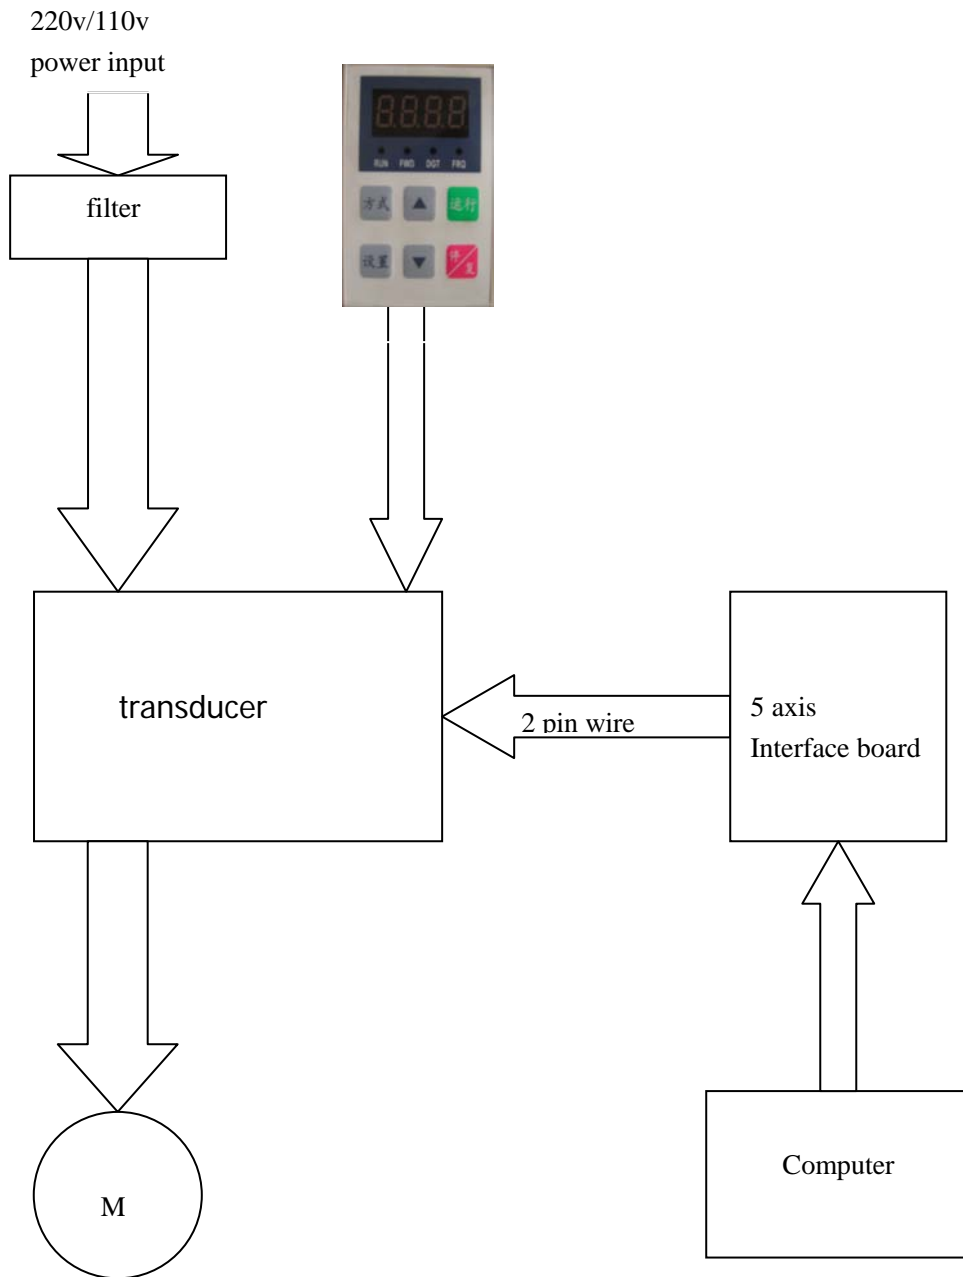 220v/110v
power input
8.8.8.8
RUN FWD DGT FRQ
filter
方式 ▲ 运行
设置 ▼ 停/复
transducer
2 pin wire
5 axis
Interface board
Computer
M